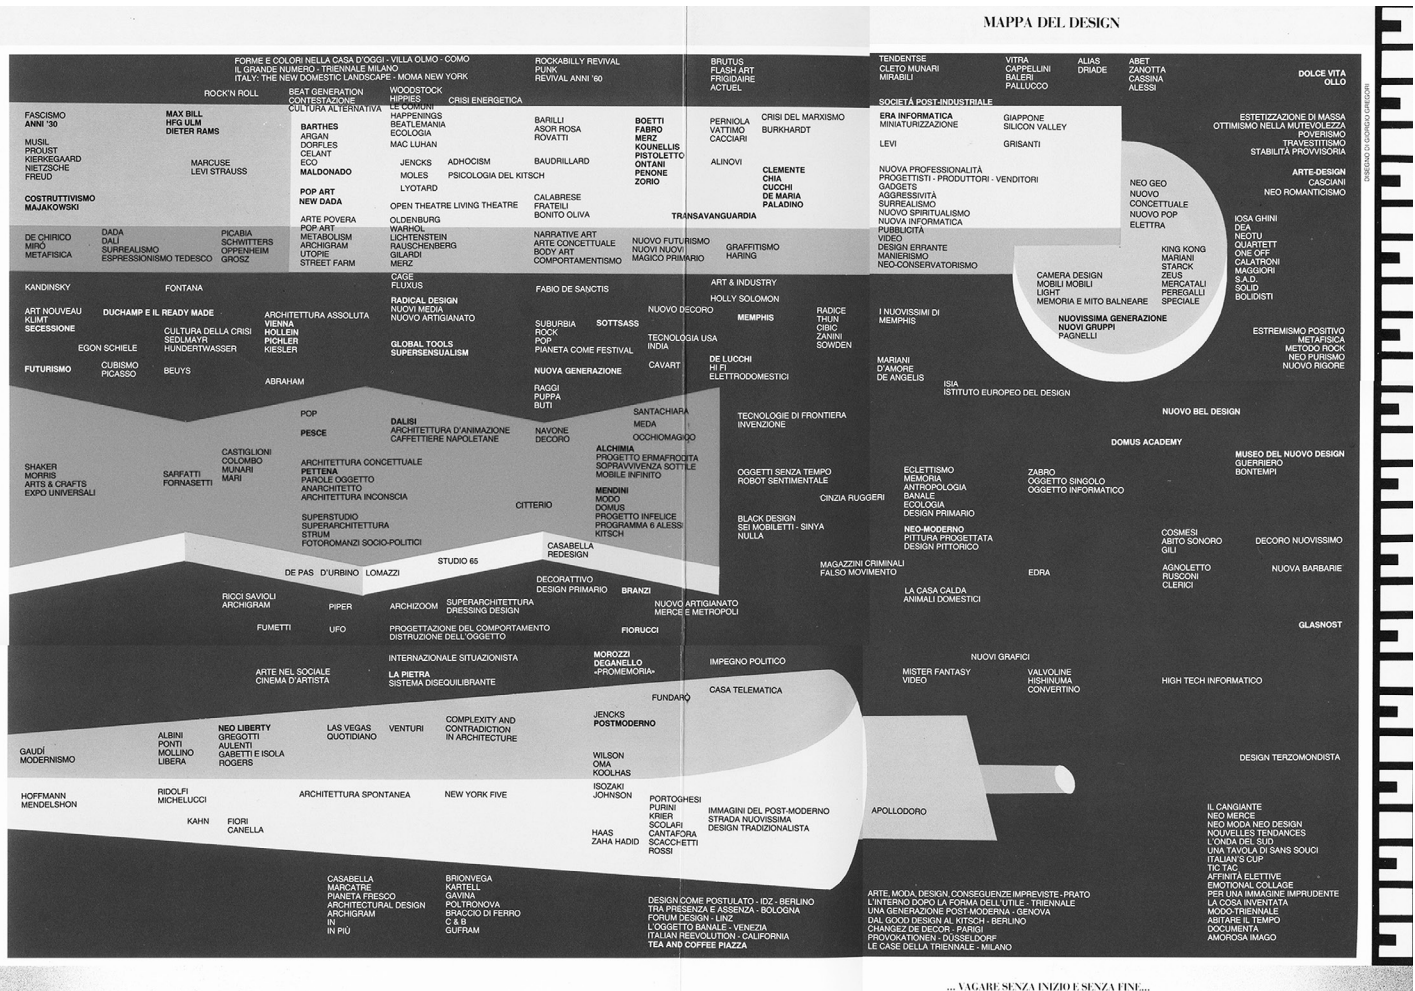 MAPPA DEL DESIGN
FORME E COLORI NELLA CASA D'OGGI - VILLA OLMO - COMO
IL GRANDE NUMERO - TRIENNALE MILANO
ITALY: THE NEW DOMESTIC LANDSCAPE - MOMA NEW YORK
ROCK'N ROLL
BEAT GENERATION
CONTESTAZIONE
CULTURA ALTERNATIVA
WOODSTOCK
HIPPIES
LE COMUNI
HAPPENINGS
BEATLEMANIA
ECOLOGIA
MAC LUHAN
CRISI ENERGETICA
ROCKABILLY REVIVAL
PUNK
REVIVAL ANNI '60
BRUTUS
FLASH ART
FRIGIDAIRE
ACTUEL
TENDENTSE
CLETO MUNARI
MIRABILI
VITRA
CAPPELLINI
BALERI
PALLUCCO
ALIAS
DRIADE
ABET
ZANOTTA
CASSINA
ALESSI
DOLCE VITA
OLLO
DISEGNO DI GIORGIO GREGORI
FASCISMO
ANNI '30
MUSIL
PROUST
KIERKEGAARD
NIETZSCHE
FREUD
COSTRUTTIVISMO
MAJAKOWSKI
MAX BILL
HFG ULM
DIETER RAMS
MARCUSE
LEVI STRAUSS
BARTHES
ARGAN
DORFLES
CELANT
ECO
MALDONADO
POP ART
NEW DADA
JENCKS
MOLES
LYOTARD
ADHOCISM
PSICOLOGIA DEL KITSCH
OPEN THEATRE LIVING THEATRE
BARILLI
ASOR ROSA
ROVATTI
BAUDRILLARD
CALABRESE
FRATEILI
BONITO OLIVA
BOETTI
FABRO
MERZ
KOUNELLIS
PISTOLETTO
ONTANI
PENONE
ZORIO
TRANSAVANGUARDIA
PERNIOLA
VATTIMO
CACCIARI
ALINOVI
CRISI DEL MARXISMO
BURKHARDT
CLEMENTE
CHIA
CUCCHI
DE MARIA
PALADINO
SOCIETÁ POST-INDUSTRIALE
ERA INFORMATICA
MINIATURIZZAZIONE
LEVI
GIAPPONE
SILICON VALLEY
GRISANTI
NUOVA PROFESSIONALITÀ
PROGETTISTI - PRODUTTORI - VENDITORI
GADGETS
AGGRESSIVITÀ
SURREALISMO
NUOVO SPIRITUALISMO
NUOVA INFORMATICA
PUBBLICITÀ
VIDEO
DESIGN ERRANTE
MANIERISMO
NEO-CONSERVATORISMO
NEO GEO
NUOVO
CONCETTUALE
NUOVO POP
ELETTRA
ESTETIZZAZIONE DI MASSA
OTTIMISMO NELLA MUTEVOLEZZA
POVERISMO
TRAVESTITISMO
STABILITÀ PROVVISORIA
ARTE-DESIGN
CASCIANI
NEO ROMANTICISMO
DE CHIRICO
MIRÒ
METAFISICA
DADA
DALÍ
SURREALISMO
ESPRESSIONISMO TEDESCO
PICABIA
SCHWITTERS
OPPENHEIM
GROSZ
ARTE POVERA
POP ART
METABOLISM
ARCHIGRAM
UTOPIE
STREET FARM
OLDENBURG
WARHOL
LICHTENSTEIN
RAUSCHENBERG
GILARDI
MERZ
CAGE
FLUXUS
NARRATIVE ART
ARTE CONCETTUALE
BODY ART
COMPORTAMENTISMO
NUOVO FUTURISMO
NUOVI NUOVI
MAGICO PRIMARIO
GRAFFITISMO
HARING
KING KONG
MARIANI
STARCK
ZEUS
MERCATALI
PEREGALLI
SPECIALE
CAMERA DESIGN
MOBILI MOBILI
LIGHT
MEMORIA E MITO BALNEARE
NUOVISSIMA GENERAZIONE
NUOVI GRUPPI
PAGNELLI
IOSA GHINI
DEA
NEOTU
QUARTETT
ONE OFF
CALATRONI
MAGGIORI
S.A.D.
SOLID
BOLIDISTI
KANDINSKY
FONTANA
ART NOUVEAU
KLIMT
SECESSIONE
DUCHAMP E IL READY MADE
CULTURA DELLA CRISI
SEDLMAYR
HUNDERTWASSER
EGON SCHIELE
FUTURISMO
CUBISMO
PICASSO
BEUYS
ARCHITETTURA ASSOLUTA
VIENNA
HOLLEIN
PICHLER
KIESLER
ABRAHAM
RADICAL DESIGN
NUOVI MEDIA
NUOVO ARTIGIANATO
GLOBAL TOOLS
SUPERSENSUALISM
FABIO DE SANCTIS
SUBURBIA
ROCK
POP
PIANETA COME FESTIVAL
SOTTSASS
NUOVA GENERAZIONE
RAGGI
PUPPA
BUTI
NUOVO DECORO
TECNOLOGIA USA
INDIA
CAVART
ART & INDUSTRY
HOLLY SOLOMON
MEMPHIS
DE LUCCHI
HI FI
ELETTRODOMESTICI
RADICE
THUN
CIBIC
ZANINI
SOWDEN
I NUOVISSIMI DI
MEMPHIS
MARIANI
D'AMORE
DE ANGELIS
ISIA
ISTITUTO EUROPEO DEL DESIGN
ESTREMISMO POSITIVO
METAFISICA
METODO ROCK
NEO PURISMO
NUOVO RIGORE
POP
PESCE
DALISI
ARCHITETTURA D'ANIMAZIONE
CAFFETTIERE NAPOLETANE
NAVONE
DECORO
SANTACHIARA
MEDA
OCCHIOMAGICO
TECNOLOGIE DI FRONTIERA
INVENZIONE
NUOVO BEL DESIGN
DOMUS ACADEMY
MUSEO DEL NUOVO DESIGN
GUERRIERO
BONTEMPI
SHAKER
MORRIS
ARTS & CRAFTS
EXPO UNIVERSALI
SARFATTI
FORNASETTI
CASTIGLIONI
COLOMBO
MUNARI
MARI
ARCHITETTURA CONCETTUALE
PETTENA
PAROLE OGGETTO
ANARCHITETTO
ARCHITETTURA INCONSCIA
SUPERSTUDIO
SUPERARCHITETTURA
STRUM
FOTOROMANZI SOCIO-POLITICI
CITTERIO
ALCHIMIA
PROGETTO ERMAFRODITA
SOPRAVVIVENZA SOTTILE
MOBILE INFINITO
MENDINI
MODO
DOMUS
PROGETTO INFELICE
PROGRAMMA 6 ALESSI
KITSCH
OGGETTI SENZA TEMPO
ROBOT SENTIMENTALE
CINZIA RUGGERI
BLACK DESIGN
SEI MOBILETTI - SINYA
NULLA
ECLETTISMO
MEMORIA
ANTROPOLOGIA
BANALE
ECOLOGIA
DESIGN PRIMARIO
NEO-MODERNO
PITTURA PROGETTATA
DESIGN PITTORICO
ZABRO
OGGETTO SINGOLO
OGGETTO INFORMATICO
COSMESI
ABITO SONORO
GILI
DECORO NUOVISSIMO
DE PAS D'URBINO LOMAZZI
STUDIO 65
CASABELLA
REDESIGN
MAGAZZINI CRIMINALI
FALSO MOVIMENTO
EDRA
AGNOLETTO
RUSCONI
CLERICI
NUOVA BARBARIE
RICCI SAVIOLI
ARCHIGRAM
PIPER
ARCHIZOOM
SUPERARCHITETTURA
DRESSING DESIGN
DECORATTIVO
DESIGN PRIMARIO
BRANZI
NUOVO ARTIGIANATO
MERCE E METROPOLI
LA CASA CALDA
ANIMALI DOMESTICI
FUMETTI
UFO
PROGETTAZIONE DEL COMPORTAMENTO
DISTRUZIONE DELL'OGGETTO
FIORUCCI
GLASNOST
ARTE NEL SOCIALE
CINEMA D'ARTISTA
INTERNAZIONALE SITUAZIONISTA
LA PIETRA
SISTEMA DISEQUILIBRANTE
MOROZZI
DEGANELLO
«PROMEMORIA»
IMPEGNO POLITICO
NUOVI GRAFICI
MISTER FANTASY
VIDEO
VALVOLINE
HISHINUMA
CONVERTINO
HIGH TECH INFORMATICO
FUNDARÒ
CASA TELEMATICA
GAUDÍ
MODERNISMO
ALBINI
PONTI
MOLLINO
LIBERA
NEO LIBERTY
GREGOTTI
AULENTI
GABETTI E ISOLA
ROGERS
LAS VEGAS
QUOTIDIANO
VENTURI
COMPLEXITY AND
CONTRADICTION
IN ARCHITECTURE
JENCKS
POSTMODERNO
WILSON
OMA
KOOLHAS
ISOZAKI
JOHNSON
DESIGN TERZOMONDISTA
HOFFMANN
MENDELSHON
RIDOLFI
MICHELUCCI
KAHN
FIORI
CANELLA
ARCHITETTURA SPONTANEA
NEW YORK FIVE
HAAS
ZAHA HADID
PORTOGHESI
PURINI
KRIER
SCOLARI
CANTAFORA
SCACCHETTI
ROSSI
IMMAGINI DEL POST-MODERNO
STRADA NUOVISSIMA
DESIGN TRADIZIONALISTA
APOLLODORO
IL CANGIANTE
NEO MERCE
NEO MODA NEO DESIGN
NOUVELLES TENDANCES
L'ONDA DEL SUD
UNA TAVOLA DI SANS SOUCI
ITALIAN'S CUP
TIC TAC
AFFINITÀ ELETTIVE
EMOTIONAL COLLAGE
PER UNA IMMAGINE IMPRUDENTE
LA COSA INVENTATA
MODO-TRIENNALE
ABITARE IL TEMPO
DOCUMENTA
AMOROSA IMAGO
CASABELLA
MARCATRE
PIANETA FRESCO
ARCHITECTURAL DESIGN
ARCHIGRAM
IN
IN PIÙ
BRIONVEGA
KARTELL
GAVINA
POLTRONOVA
BRACCIO DI FERRO
C & B
GUFRAM
DESIGN COME POSTULATO - IDZ - BERLINO
TRA PRESENZA E ASSENZA - BOLOGNA
FORUM DESIGN - LINZ
L'OGGETTO BANALE - VENEZIA
ITALIAN REEVOLUTION - CALIFORNIA
TEA AND COFFEE PIAZZA
ARTE, MODA, DESIGN, CONSEGUENZE IMPREVISTE - PRATO
L'INTERNO DOPO LA FORMA DELL'UTILE - TRIENNALE
UNA GENERAZIONE POST-MODERNA - GENOVA
DAL GOOD DESIGN AL KITSCH - BERLINO
CHANGEZ DE DECOR - PARIGI
PROVOKATIONEN - DÜSSELDORF
LE CASE DELLA TRIENNALE - MILANO
... VAGARE SENZA INIZIO E SENZA FINE...